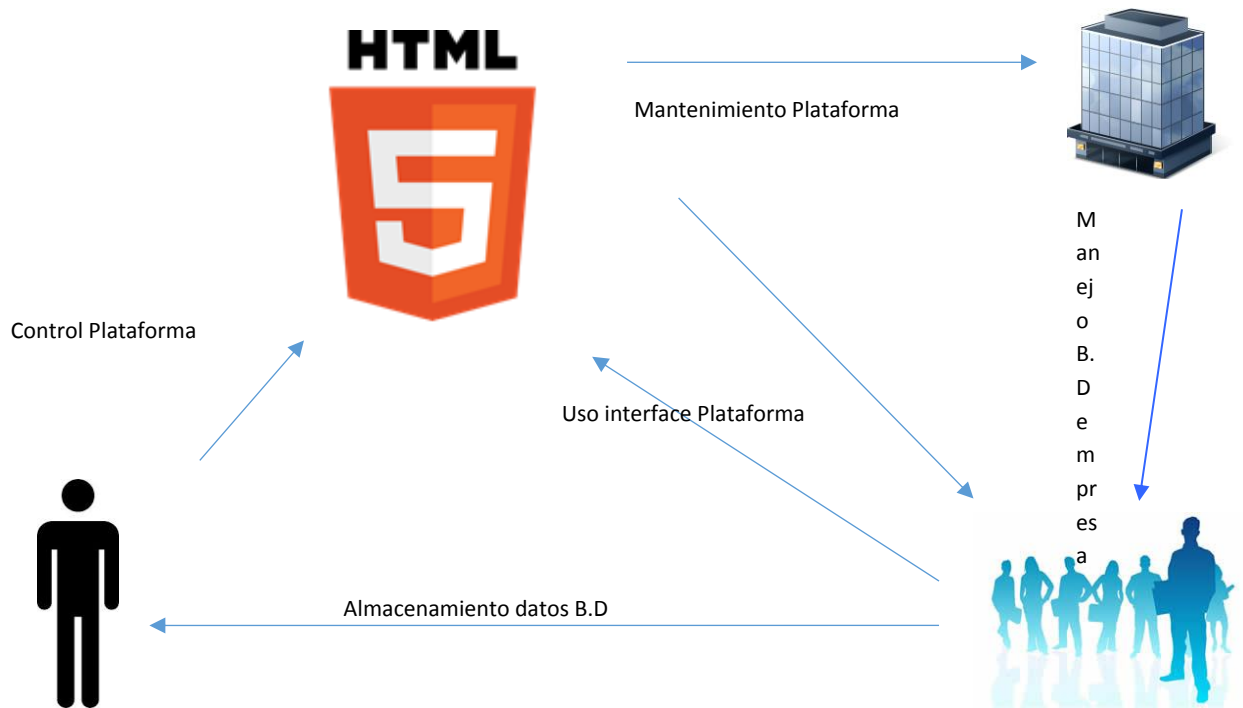 HTML
5
Mantenimiento Plataforma
M
an
ej
o
B.
D
e
m
pr
es
a
Control Plataforma
Uso interface Plataforma
Almacenamiento datos B.D